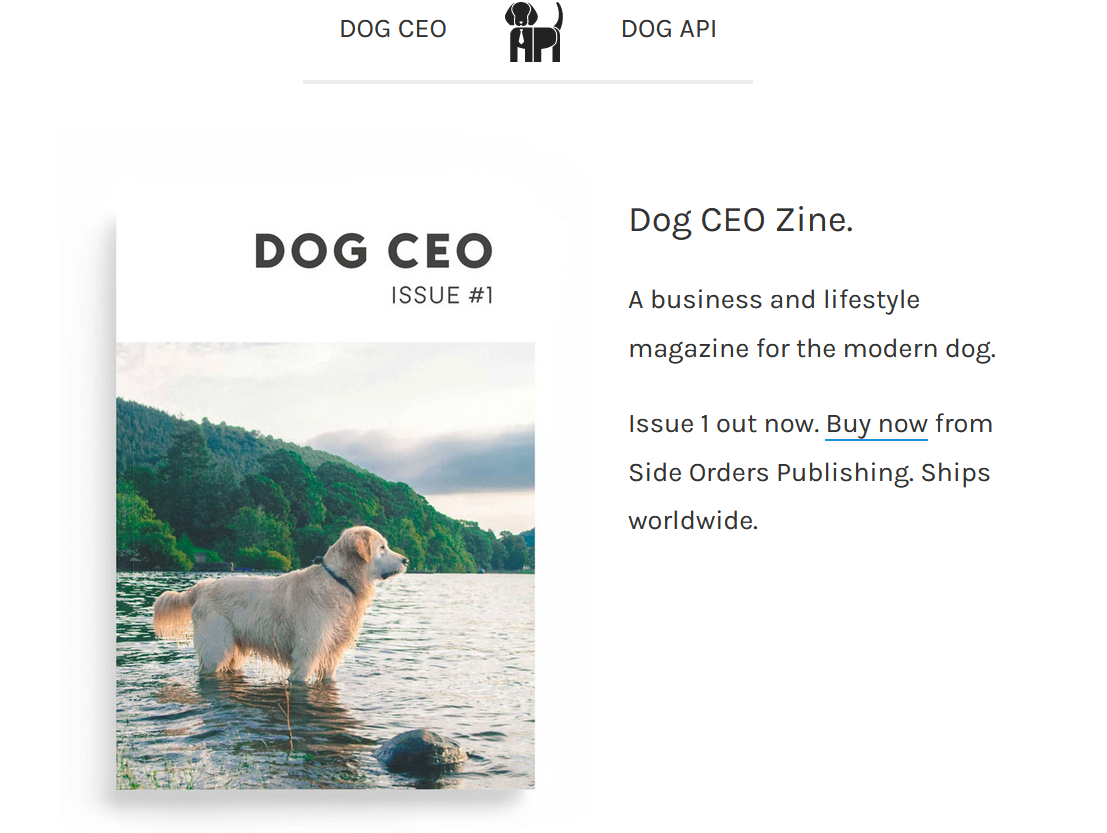 DOG CEO
API
DOG API
DOG CEO
ISSUE #1
Dog CEO Zine.
A business and lifestyle
magazine for the modern dog.
Issue 1 out now. Buy now from
Side Orders Publishing. Ships
worldwide.